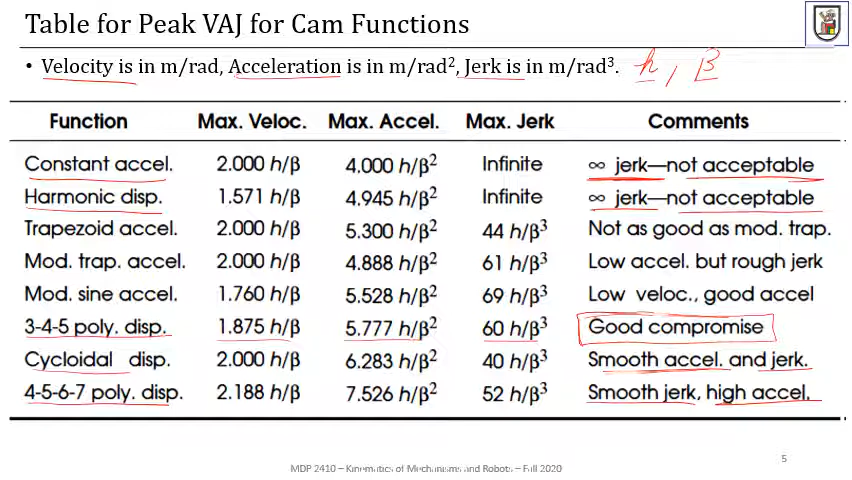 Table for Peak VAJ for Cam Functions
• Velocity is in m/rad, Acceleration is in m/rad², Jerk is in m/rad³. h, β
Function Max. Veloc. Max. Accel. Max. Jerk Comments
Constant accel. 2.000 h/β 4.000 h/β² Infinite ∞ jerk—not acceptable
Harmonic disp. 1.571 h/β 4.945 h/β² Infinite ∞ jerk—not acceptable
Trapezoid accel. 2.000 h/β 5.300 h/β² 44 h/β³ Not as good as mod. trap.
Mod. trap. accel. 2.000 h/β 4.888 h/β² 61 h/β³ Low accel. but rough jerk
Mod. sine accel. 1.760 h/β 5.528 h/β² 69 h/β³ Low veloc., good accel
3-4-5 poly. disp. 1.875 h/β 5.777 h/β² 60 h/β³ Good compromise
Cycloidal disp. 2.000 h/β 6.283 h/β² 40 h/β³ Smooth accel. and jerk.
4-5-6-7 poly. disp. 2.188 h/β 7.526 h/β² 52 h/β³ Smooth jerk, high accel.
5
MDP 2410 – Kinematics of Mechanisms and Robots – Fall 2020